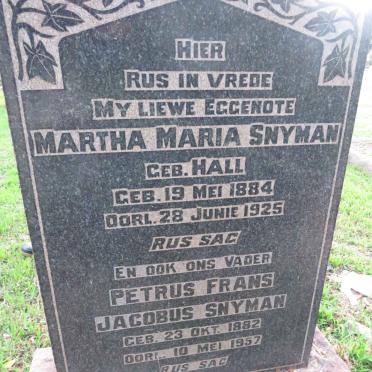 HIER
RUS IN VREDE
MY LIEWE EGGENOTE
MARTHA MARIA SNYMAN
GEB. HALL
GEB. 19 MEI 1884
OORL. 28 JUNIE 1925
RUS SAG
EN OOK ONS VADER
PETRUS FRANS
JACOBUS SNYMAN
GEB. 23 OKT. 1882
OORL. 10 MEI 1957
RUS SAG